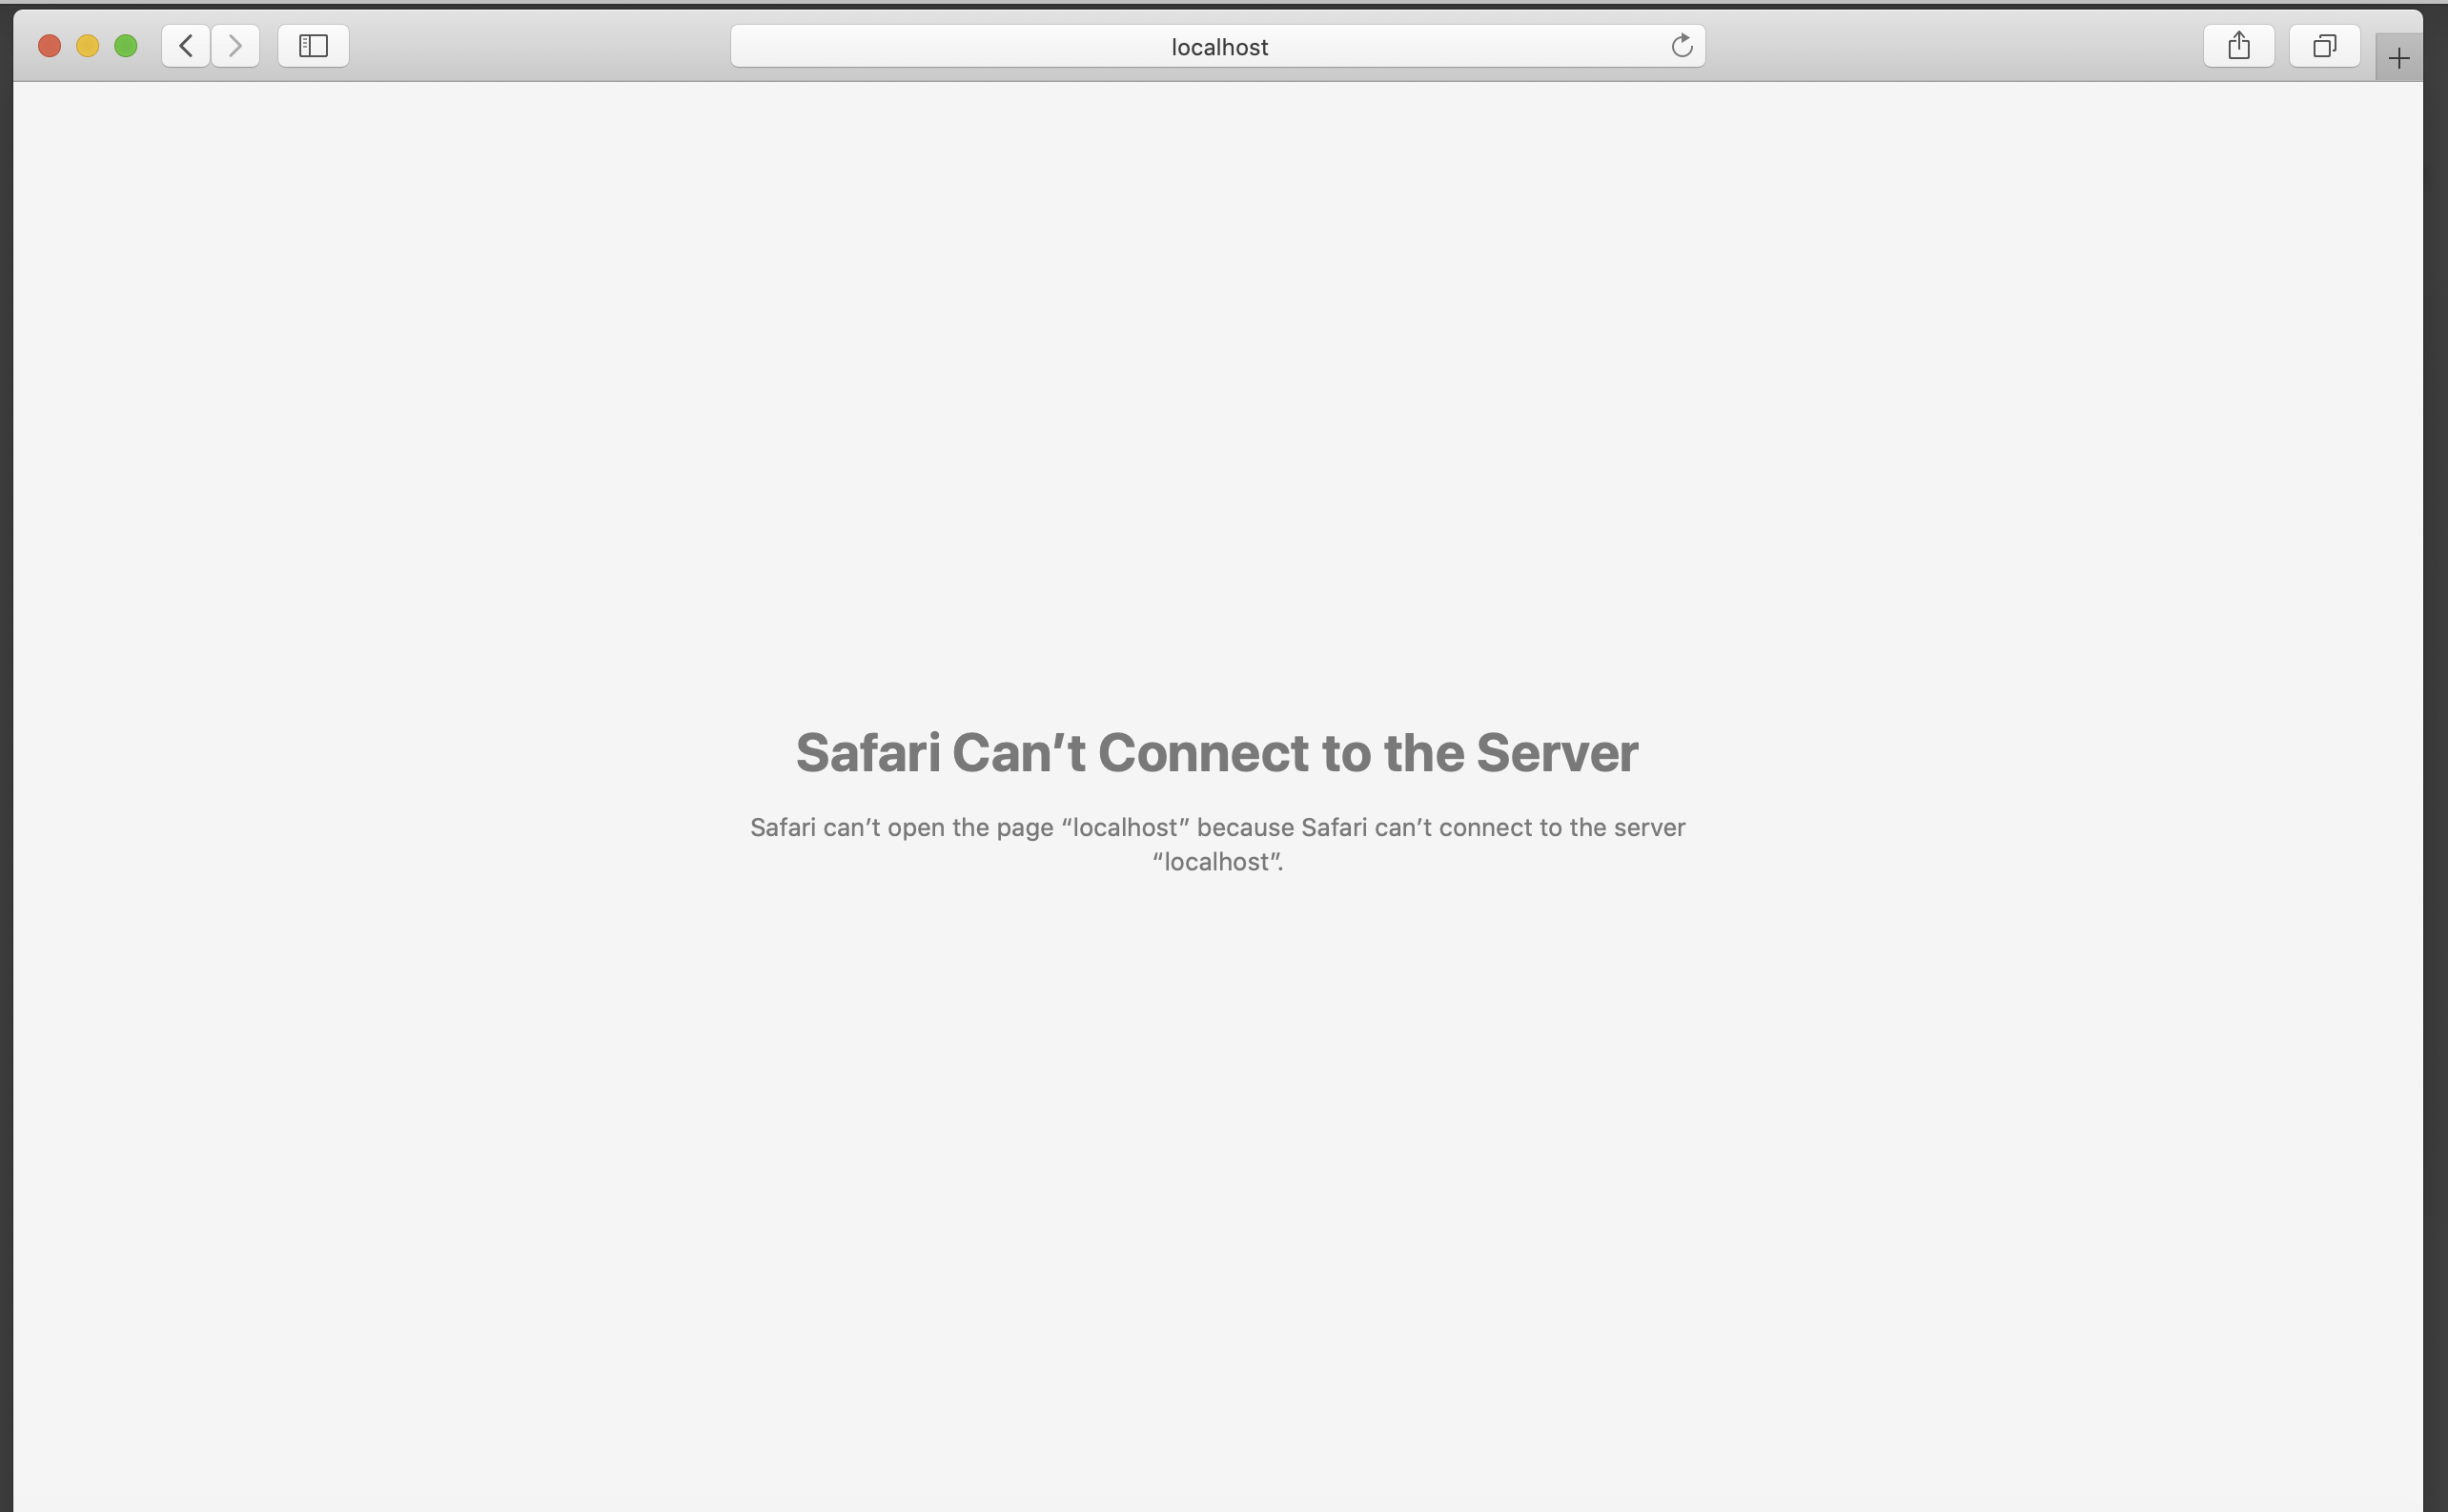 localhost
Safari Can’t Connect to the Server
Safari can’t open the page “localhost” because Safari can’t connect to the server
“localhost”.